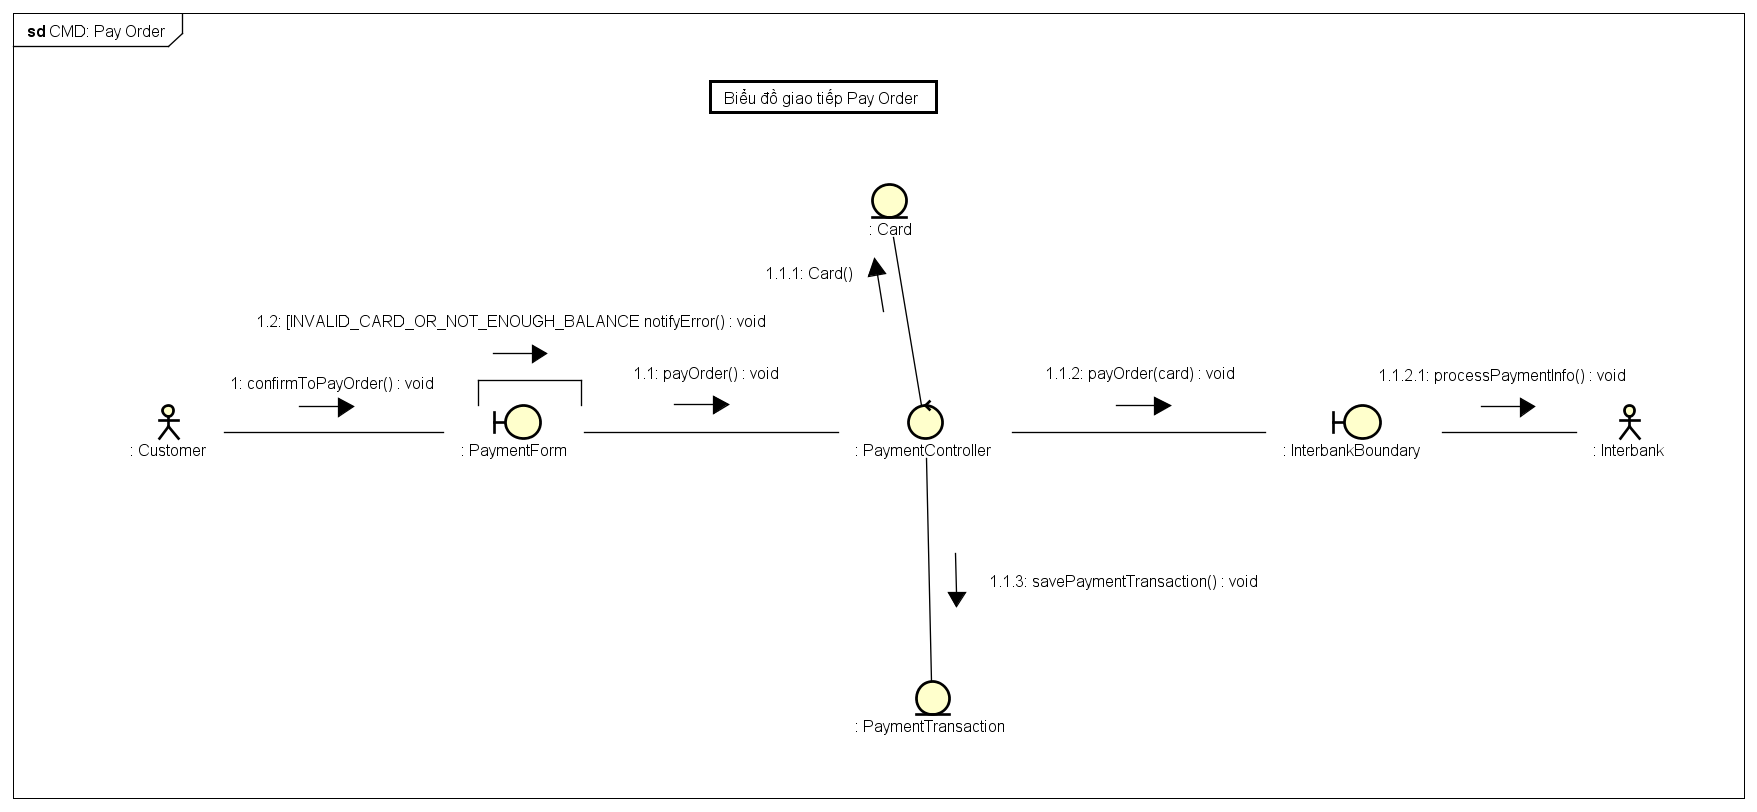 sd CMD: Pay Order
Biểu đồ giao tiếp Pay Order
: Card
1.1.1: Card()
1.2: [INVALID_CARD_OR_NOT_ENOUGH_BALANCE notifyError() : void
1: confirmToPayOrder() : void
1.1: payOrder() : void
1.1.2: payOrder(card) : void
1.1.2.1: processPaymentInfo() : void
: Customer
: PaymentForm
: PaymentController
: InterbankBoundary
: Interbank
1.1.3: savePaymentTransaction() : void
: PaymentTransaction